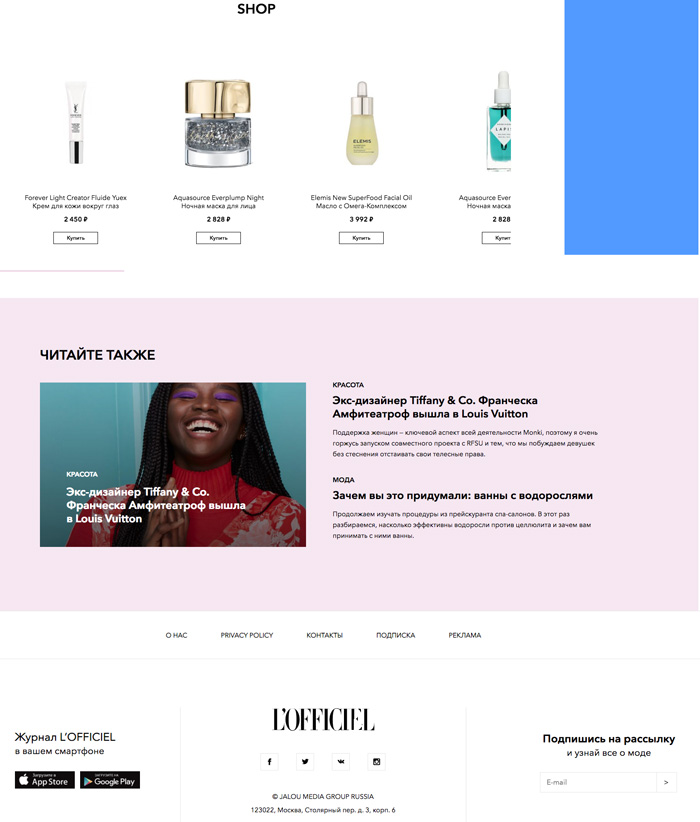 SHOP
Forever Light Creator Fluide Yuex
Крем для кожи вокруг глаз
2 450 ₽
Купить
Aquasource Everplump Night
Ночная маска для лица
2 828 ₽
Купить
ELEMIS
Elemis New SuperFood Facial Oil
Масло с Омега-Комплексом
3 992 ₽
Купить
LAPIS
Aquasource Ever
Ночная маска
2 828
Купит
ЧИТАЙТЕ ТАКЖЕ
КРАСОТА
Экс-дизайнер Tiffany & Co.
Франческа Амфитеатроф вышла
в Louis Vuitton
КРАСОТА
Экс-дизайнер Tiffany & Co. Франческа
Амфитеатроф вышла в Louis Vuitton
Поддержка женщин – ключевой аспект всей деятельности Monki, поэтому я очень
горжусь запуском совместного проекта с RFSU и тем, что мы побуждаем девушек
без стеснения отстаивать свои телесные права.
МОДА
Зачем вы это придумали: ванны с водорослями
Продолжаем изучать процедуры из прейскуранта спа-салонов. В этот раз
разбираемся, насколько эффективны водоросли против целлюлита и зачем вам
принимать с ними ванны.
О НАС
PRIVACY POLICY
КОНТАКТЫ
ПОДПИСКА
РЕКЛАМА
Журнал L'OFFICIEL
в вашем смартфоне
Загрузите в
App Store
ЗАГРУЗИТЕ НА
Google Play
L'OFFICIEL
© JALOU MEDIA GROUP RUSSIA
123022, Москва, Столярный пер. д. 3, корп. 6
Подпишись на рассылку
и узнай все о моде
E-mail
>